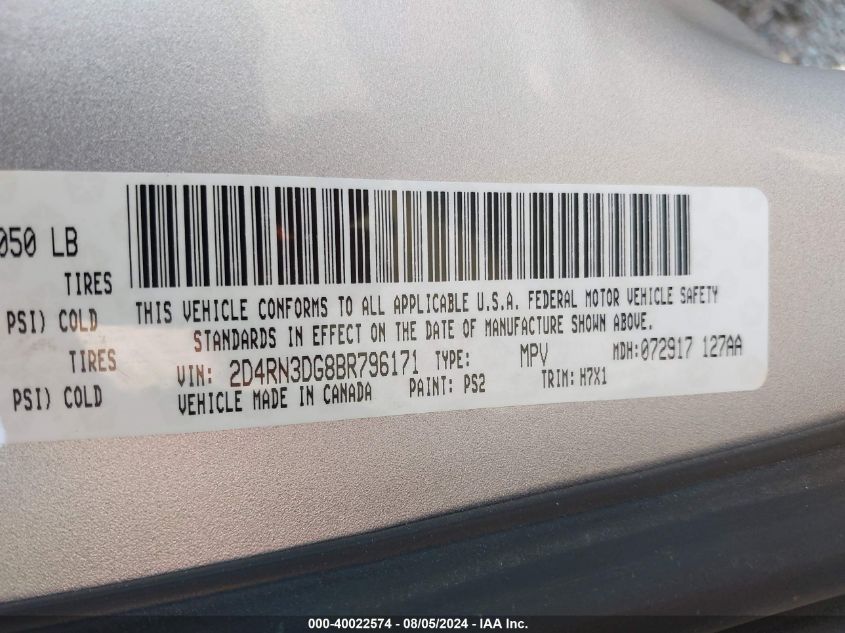 050 LB
TIRES
PSI) COLD
TIRES
PSI) COLD
THIS VEHICLE CONFORMS TO ALL APPLICABLE U.S.A. FEDERAL MOTOR VEHICLE SAFETY
STANDARDS IN EFFECT ON THE DATE OF MANUFACTURE SHOWN ABOVE.
VIN: 2D4RN3DG8BR796171 TYPE: MPV MDH: 072917 127AA
VEHICLE MADE IN CANADA PAINT: PS2 TRIM: H7X1
000-40022574 - 08/05/2024 - IAA Inc.